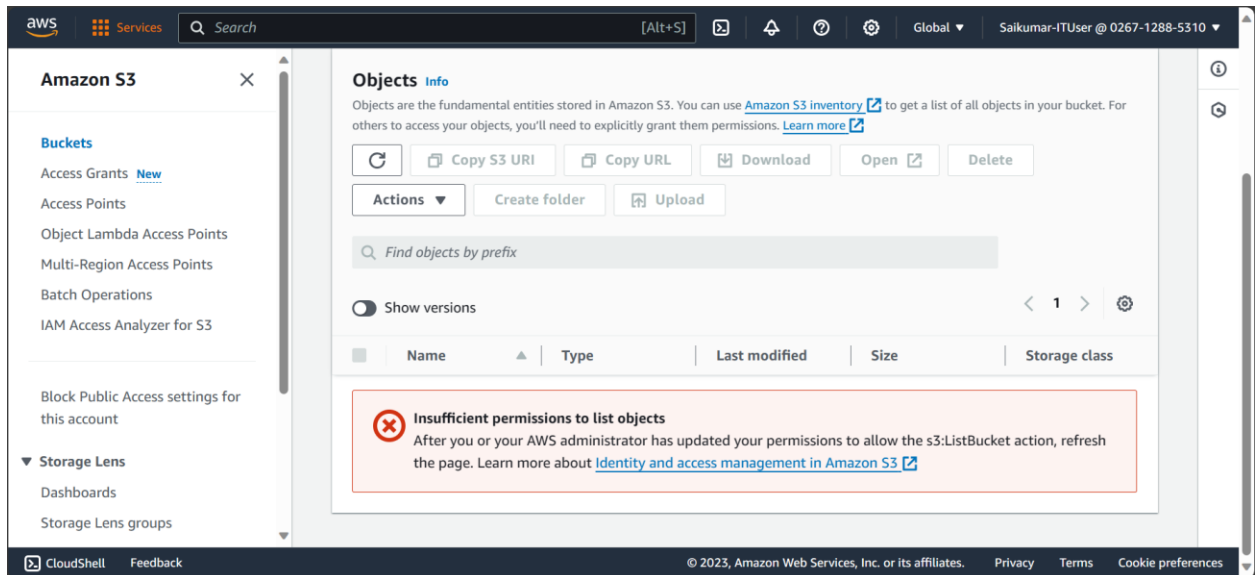 aws
Services
Search
[Alt+S]
Global
Saikumar-ITUser @ 0267-1288-5310
Amazon S3
Buckets
Access Grants New
Access Points
Object Lambda Access Points
Multi-Region Access Points
Batch Operations
IAM Access Analyzer for S3
Block Public Access settings for
this account
Storage Lens
Dashboards
Storage Lens groups
Objects Info
Objects are the fundamental entities stored in Amazon S3. You can use Amazon S3 inventory to get a list of all objects in your bucket. For
others to access your objects, you'll need to explicitly grant them permissions. Learn more
Copy S3 URI
Copy URL
Download
Open
Delete
Actions
Create folder
Upload
Find objects by prefix
Show versions
1
Name
Type
Last modified
Size
Storage class
Insufficient permissions to list objects
After you or your AWS administrator has updated your permissions to allow the s3:ListBucket action, refresh
the page. Learn more about Identity and access management in Amazon S3
CloudShell
Feedback
© 2023, Amazon Web Services, Inc. or its affiliates.
Privacy
Terms
Cookie preferences